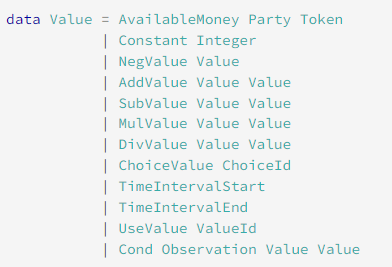 data Value = AvailableMoney Party Token
| Constant Integer
| NegValue Value
| AddValue Value Value
| SubValue Value Value
| MulValue Value Value
| DivValue Value Value
| ChoiceValue ChoiceId
| TimeIntervalStart
| TimeIntervalEnd
| UseValue ValueId
| Cond Observation Value Value